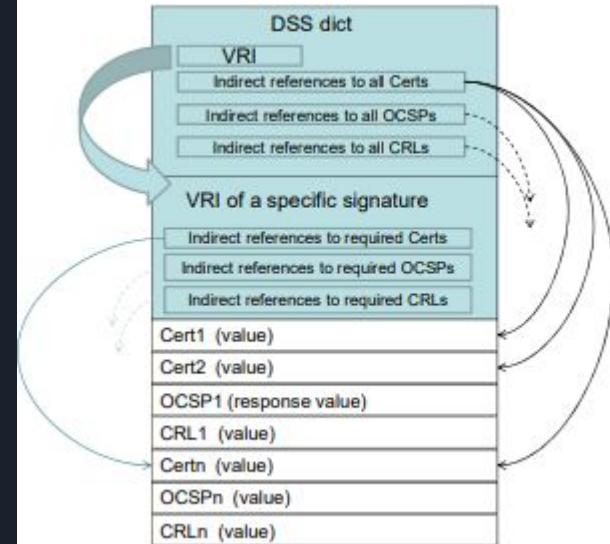 DSS dict
VRI
Indirect references to all Certs
Indirect references to all OCSPs
Indirect references to all CRLs
VRI of a specific signature
Indirect references to required Certs
Indirect references to required OCSPs
Indirect references to required CRLs
Cert1 (value)
Cert2 (value)
OCSP1 (response value)
CRL1 (value)
Certn (value)
OCSPn (value)
CRLn (value)